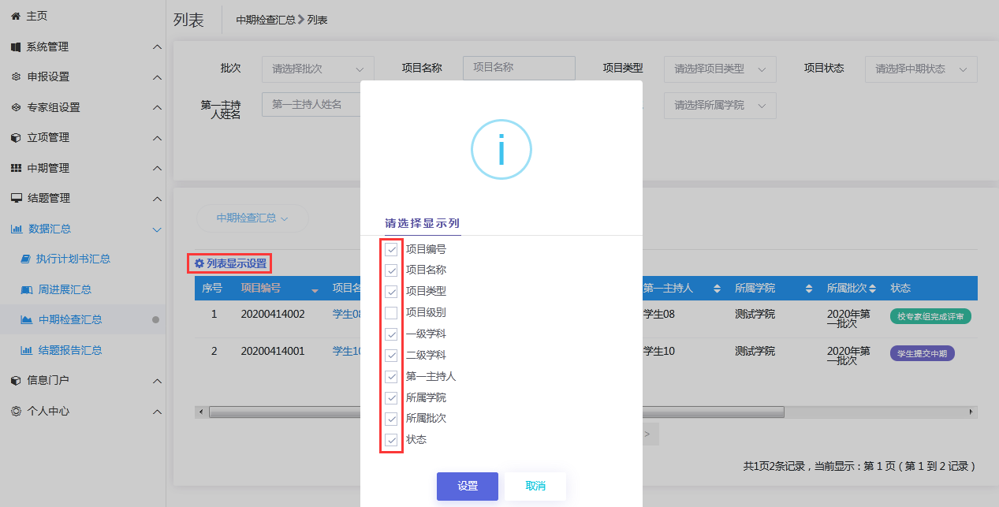 主页
系统管理
申报设置
专家组设置
立项管理
中期管理
结题管理
数据汇总
执行计划书汇总
周进展汇总
中期检查汇总
结题报告汇总
信息门户
个人中心
列表
中期检查汇总 列表
批次 请选择批次 项目名称 项目名称 项目类型 请选择项目类型 项目状态 请选择中期状态
第一主持人姓名 第一主持人姓名 请选择所属学院
中期检查汇总
列表显示设置
序号 项目编号 项目名 第一主持人 所属学院 所属批次 状态
1 20200414002 学生08 学生08 测试学院 2020年第一批次 校专家组完成评审
2 20200414001 学生10 学生10 测试学院 2020年第一批次 学生提交中期
>
共1页2条记录，当前显示：第 1 页 ( 第 1 到 2 记录 )
i
请选择显示列
项目编号
项目名称
项目类型
项目级别
一级学科
二级学科
第一主持人
所属学院
所属批次
状态
设置 取消